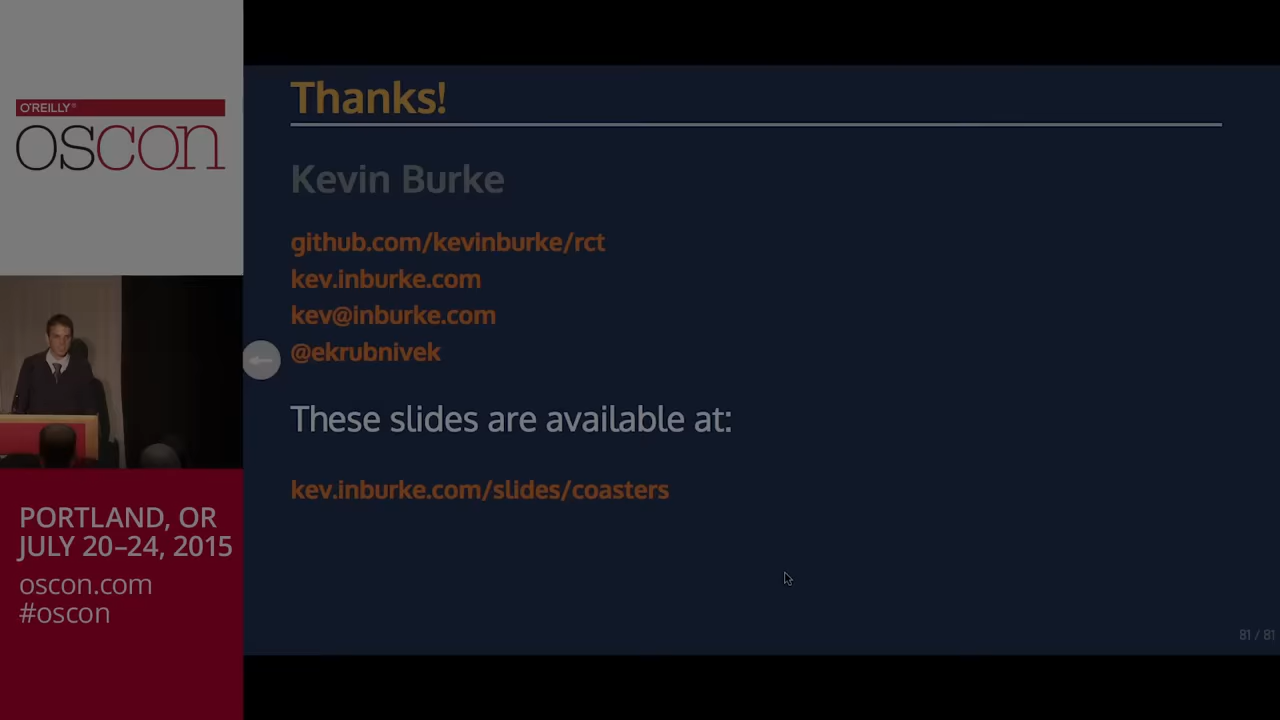 O'REILLY®
oscon
PORTLAND, OR
JULY 20–24, 2015
oscon.com
#oscon
Thanks!
Kevin Burke
github.com/kevinburke/rct
kev.inburke.com
kev@inburke.com
@ekrubnivek
These slides are available at:
kev.inburke.com/slides/coasters
81 / 81